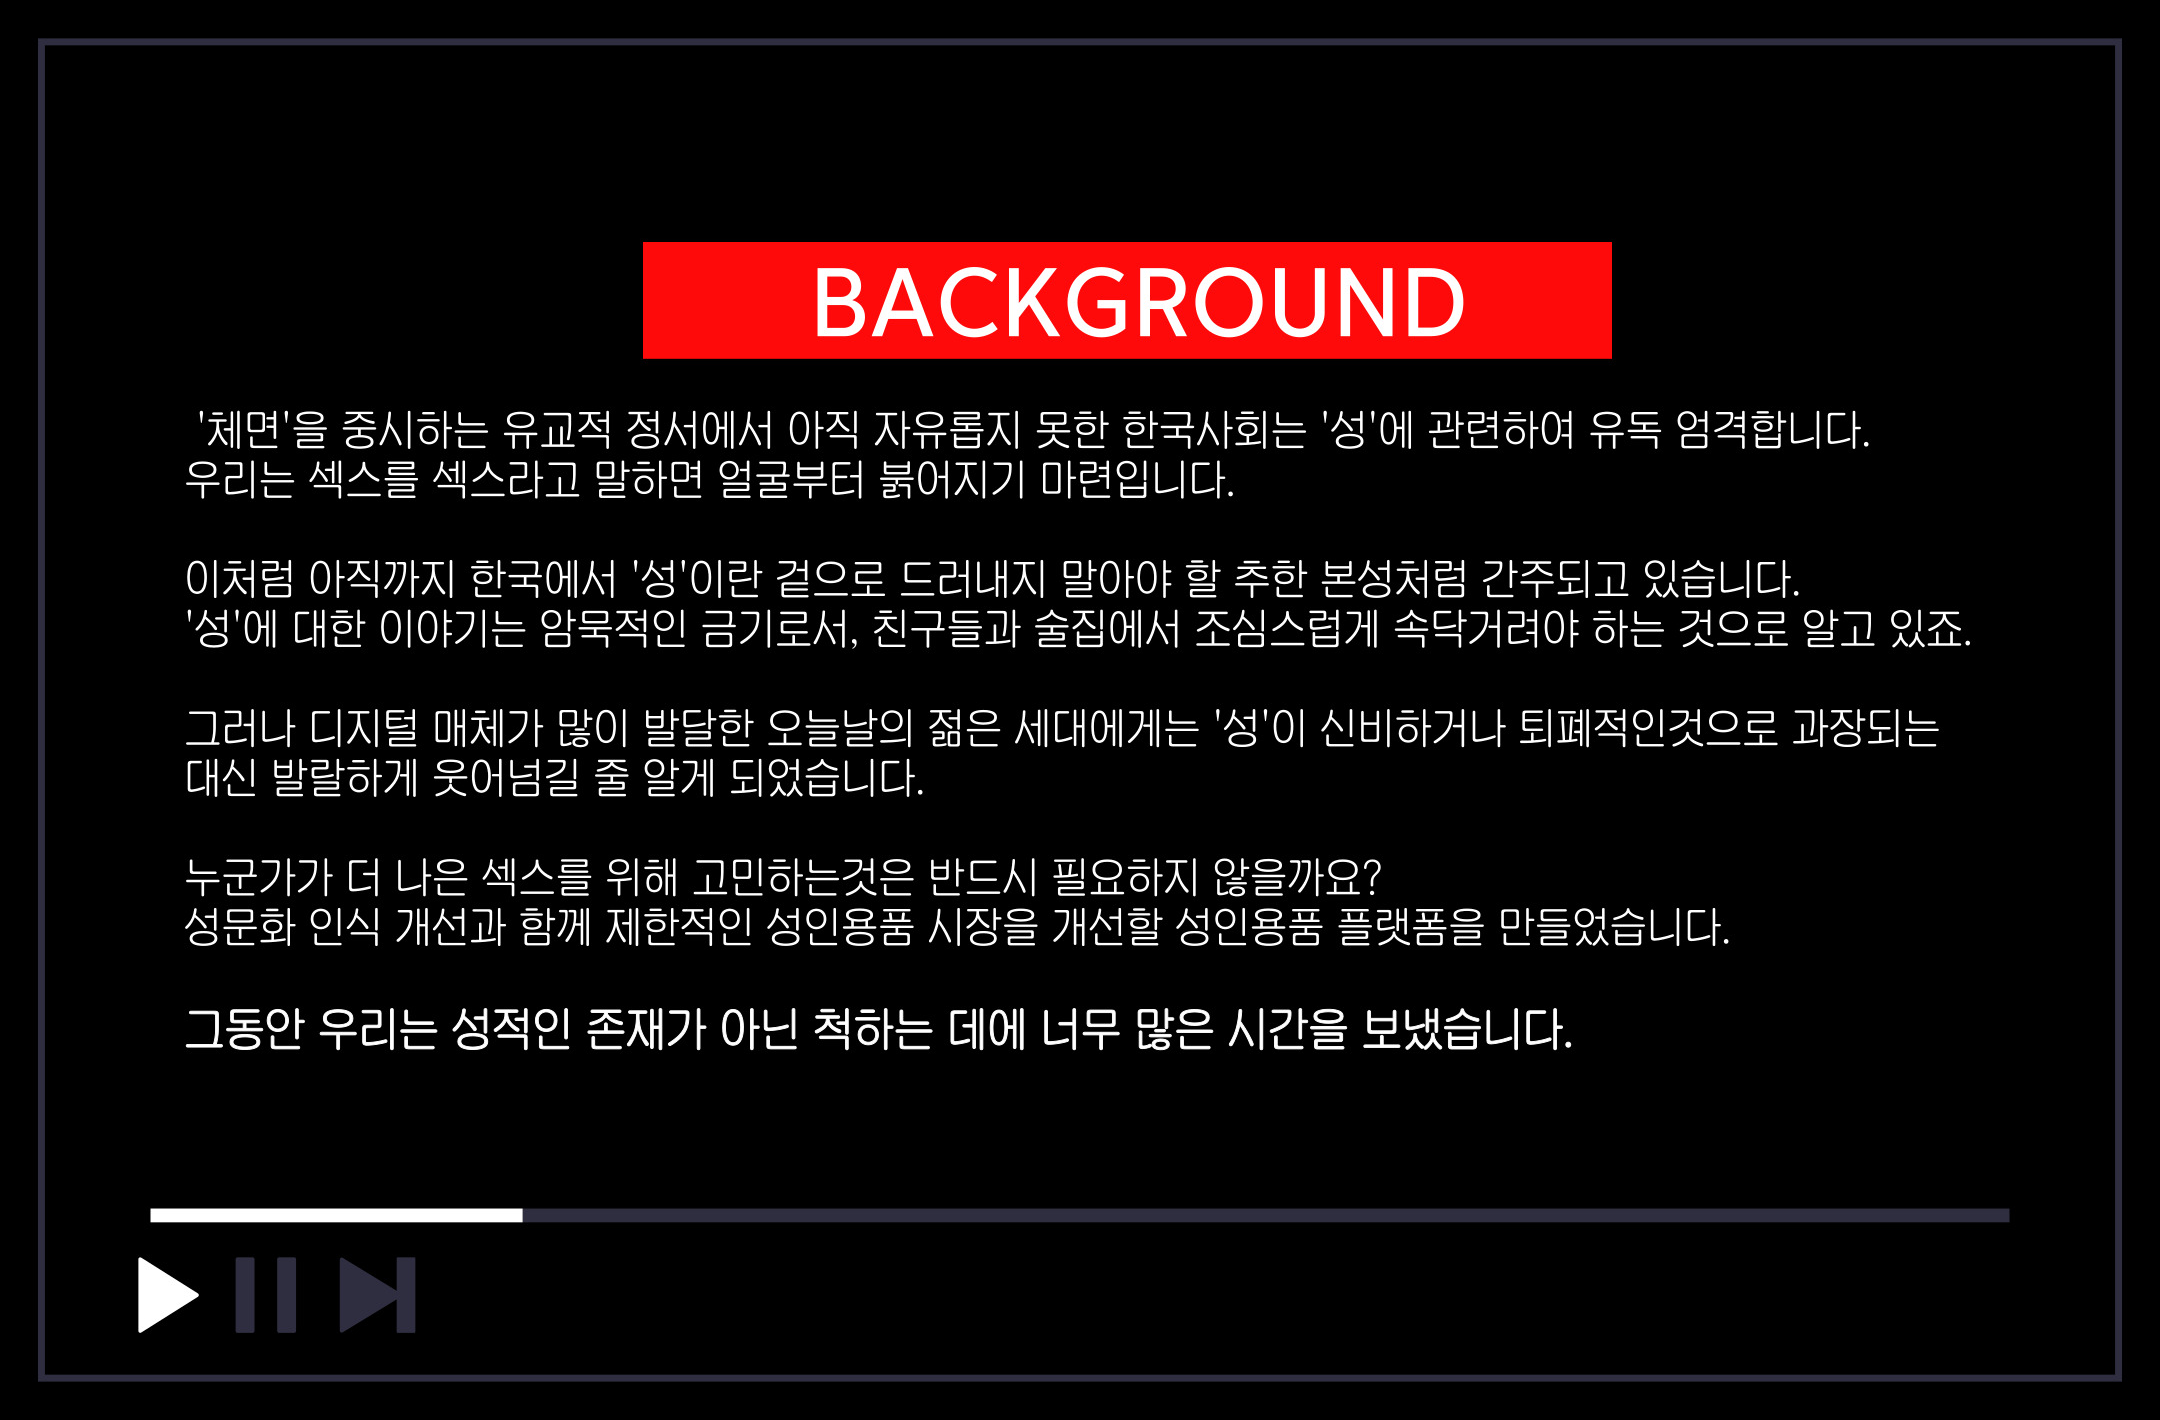 BACKGROUND
'체면'을 중시하는 유교적 정서에서 아직 자유롭지 못한 한국사회는 '성'에 관련하여 유독 엄격합니다.
우리는 섹스를 섹스라고 말하면 얼굴부터 붉어지기 마련입니다.
이처럼 아직까지 한국에서 '성'이란 겉으로 드러내지 말아야 할 추한 본성처럼 간주되고 있습니다.
'성'에 대한 이야기는 암묵적인 금기로서, 친구들과 술집에서 조심스럽게 속닥거려야 하는 것으로 알고 있죠.
그러나 디지털 매체가 많이 발달한 오늘날의 젊은 세대에게는 '성'이 신비하거나 퇴폐적인것으로 과장되는
대신 발랄하게 웃어넘길 줄 알게 되었습니다.
누군가가 더 나은 섹스를 위해 고민하는것은 반드시 필요하지 않을까요?
성문화 인식 개선과 함께 제한적인 성인용품 시장을 개선할 성인용품 플랫폼을 만들었습니다.
그동안 우리는 성적인 존재가 아닌 척하는 데에 너무 많은 시간을 보냈습니다.